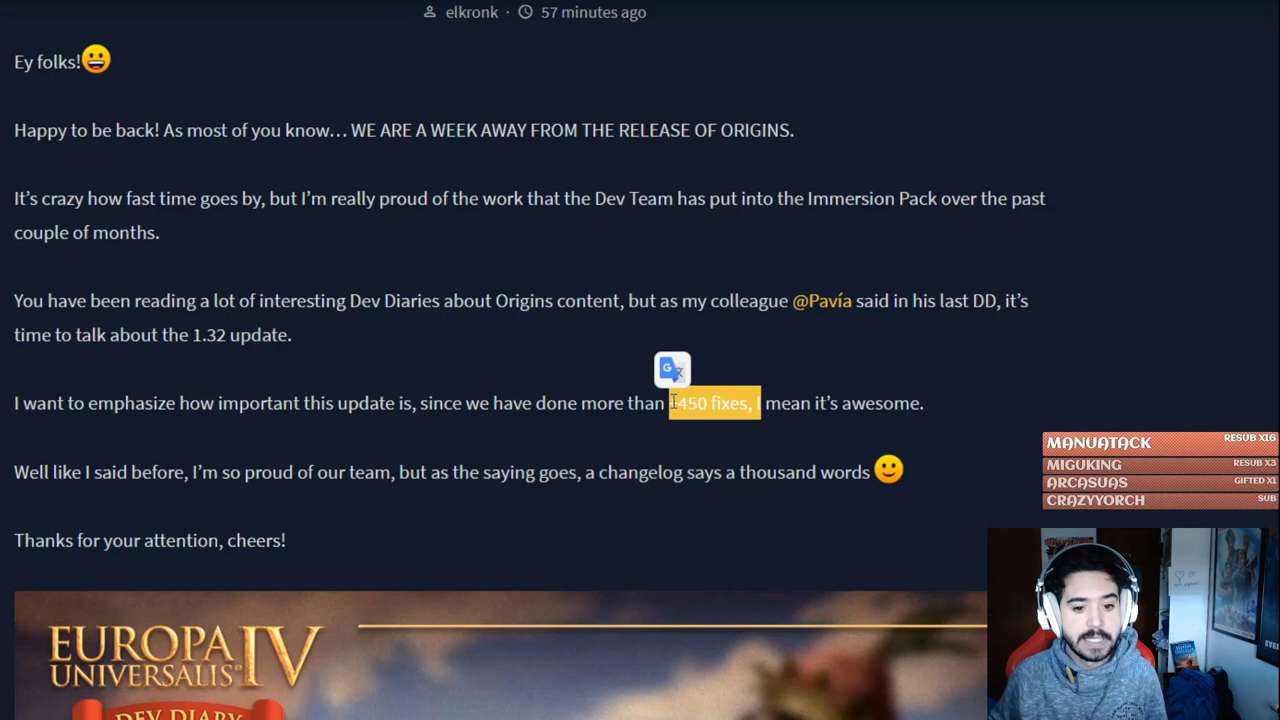 elkronk · 57 minutes ago
Ey folks!
Happy to be back! As most of you know… WE ARE A WEEK AWAY FROM THE RELEASE OF ORIGINS.
It's crazy how fast time goes by, but I'm really proud of the work that the Dev Team has put into the Immersion Pack over the past
couple of months.
You have been reading a lot of interesting Dev Diaries about Origins content, but as my colleague @Pavía said in his last DD, it's
time to talk about the 1.32 update.
I want to emphasize how important this update is, since we have done more than +450 fixes, I mean it's awesome.
Well like I said before, I'm so proud of our team, but as the saying goes, a changelog says a thousand words
Thanks for your attention, cheers!
MANUATACK RESUB X16
MIGUKING RESUB X3
ARCASUAS GIFTED X1
CRAZYYORCH SUB
EUROPA
UNIVERSALIS IV
DEV DIARY